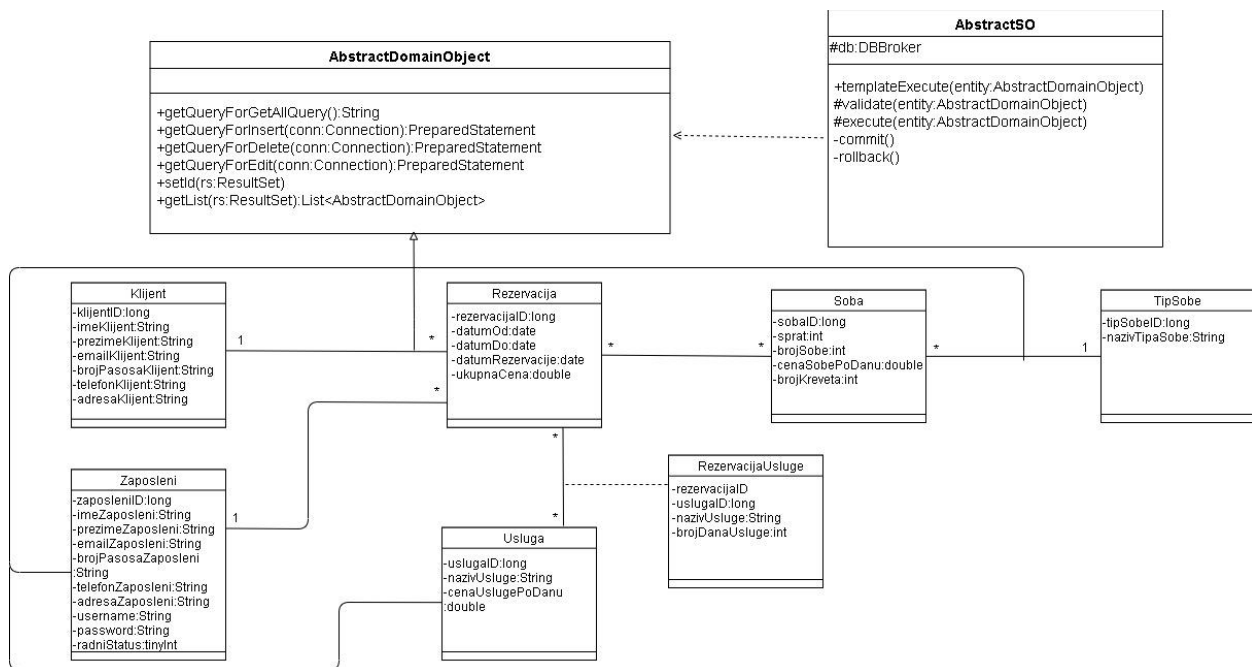 AbstractDomainObject
+getQueryForGetAllQuery():String
+getQueryForInsert(conn:Connection):PreparedStatement
+getQueryForDelete(conn:Connection):PreparedStatement
+getQueryForEdit(conn:Connection):PreparedStatement
+setId(rs:ResultSet)
+getList(rs:ResultSet):List<AbstractDomainObject>
AbstractSO
#db:DBBroker
+templateExecute(entity:AbstractDomainObject)
#validate(entity:AbstractDomainObject)
#execute(entity:AbstractDomainObject)
-commit()
-rollback()
Klijent
-klijentID:long
-imeKlijent:String
-prezimeKlijent:String
-emailKlijent:String
-brojPasosaKlijent:String
-telefonKlijent:String
-adresaKlijent:String
1
*
Rezervacija
-rezervacijaID:long
-datumOd:date
-datumDo:date
-datumRezervacije:date
-ukupnaCena:double
*
*
Soba
-sobaID:long
-sprat:int
-brojSobe:int
-cenaSobePoDanu:double
-brojKreveta:int
*
1
TipSobe
-tipSobeID:long
-nazivTipaSobe:String
*
*
Zaposleni
-zaposleniID:long
-imeZaposleni:String
-prezimeZaposleni:String
-emailZaposleni:String
-brojPasosaZaposleni
:String
-telefonZaposleni:String
-adresaZaposleni:String
-username:String
-password:String
-radniStatus:tinyInt
1
*
Usluga
-uslugaID:long
-nazivUsluge:String
-cenaUslugePoDanu
:double
RezervacijaUsluge
-rezervacijaID
-uslugaID:long
-nazivUsluge:String
-brojDanaUsluge:int